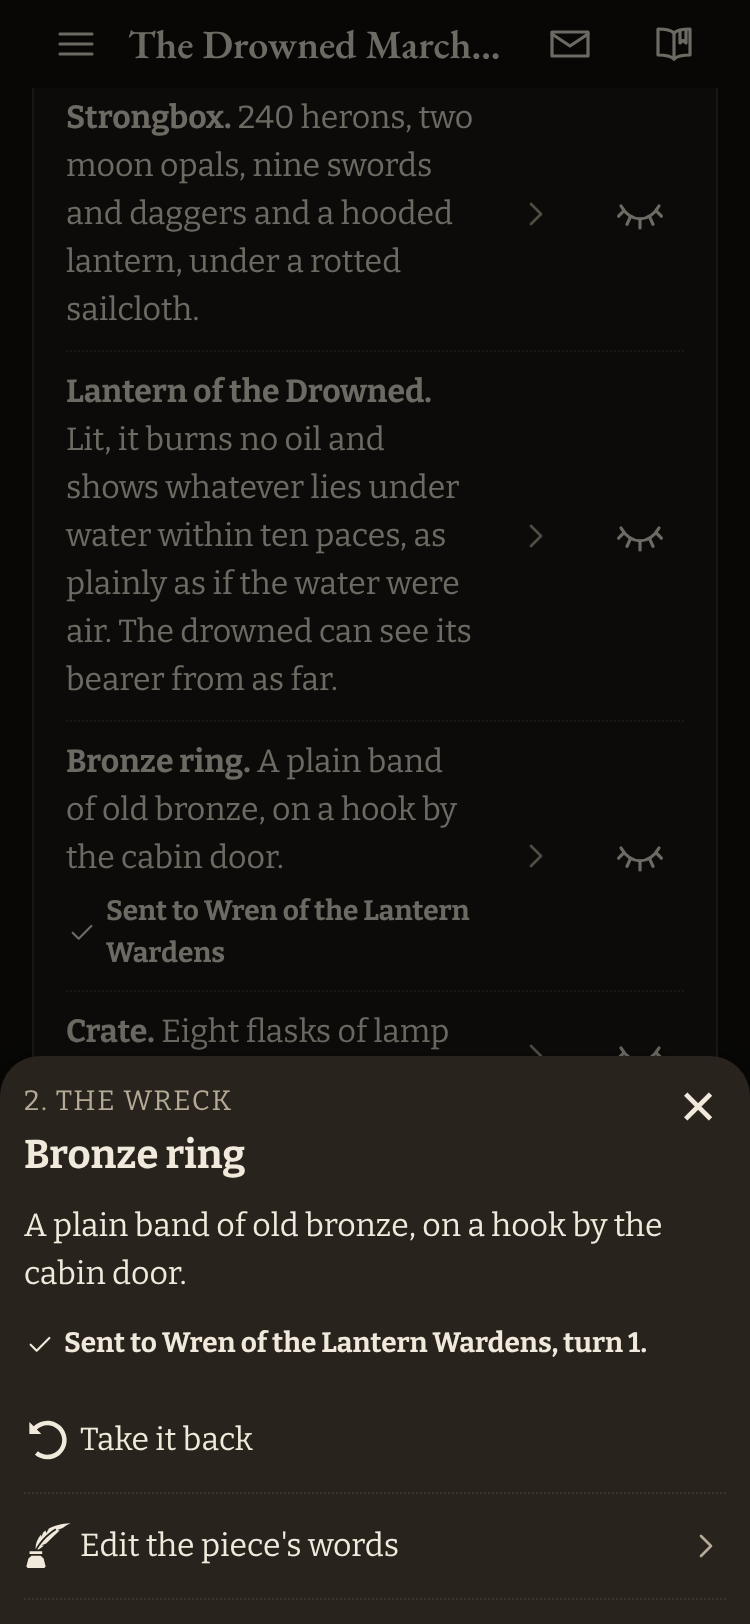 The Drowned March...
Strongbox. 240 herons, two
moon opals, nine swords
and daggers and a hooded
lantern, under a rotted
sailcloth.
Lantern of the Drowned.
Lit, it burns no oil and
shows whatever lies under
water within ten paces, as
plainly as if the water were
air. The drowned can see its
bearer from as far.
Bronze ring. A plain band
of old bronze, on a hook by
the cabin door.
Sent to Wren of the Lantern
Wardens
Crate. Eight flasks of lamp
2. THE WRECK
Bronze ring
A plain band of old bronze, on a hook by the
cabin door.
Sent to Wren of the Lantern Wardens, turn 1.
Take it back
Edit the piece's words